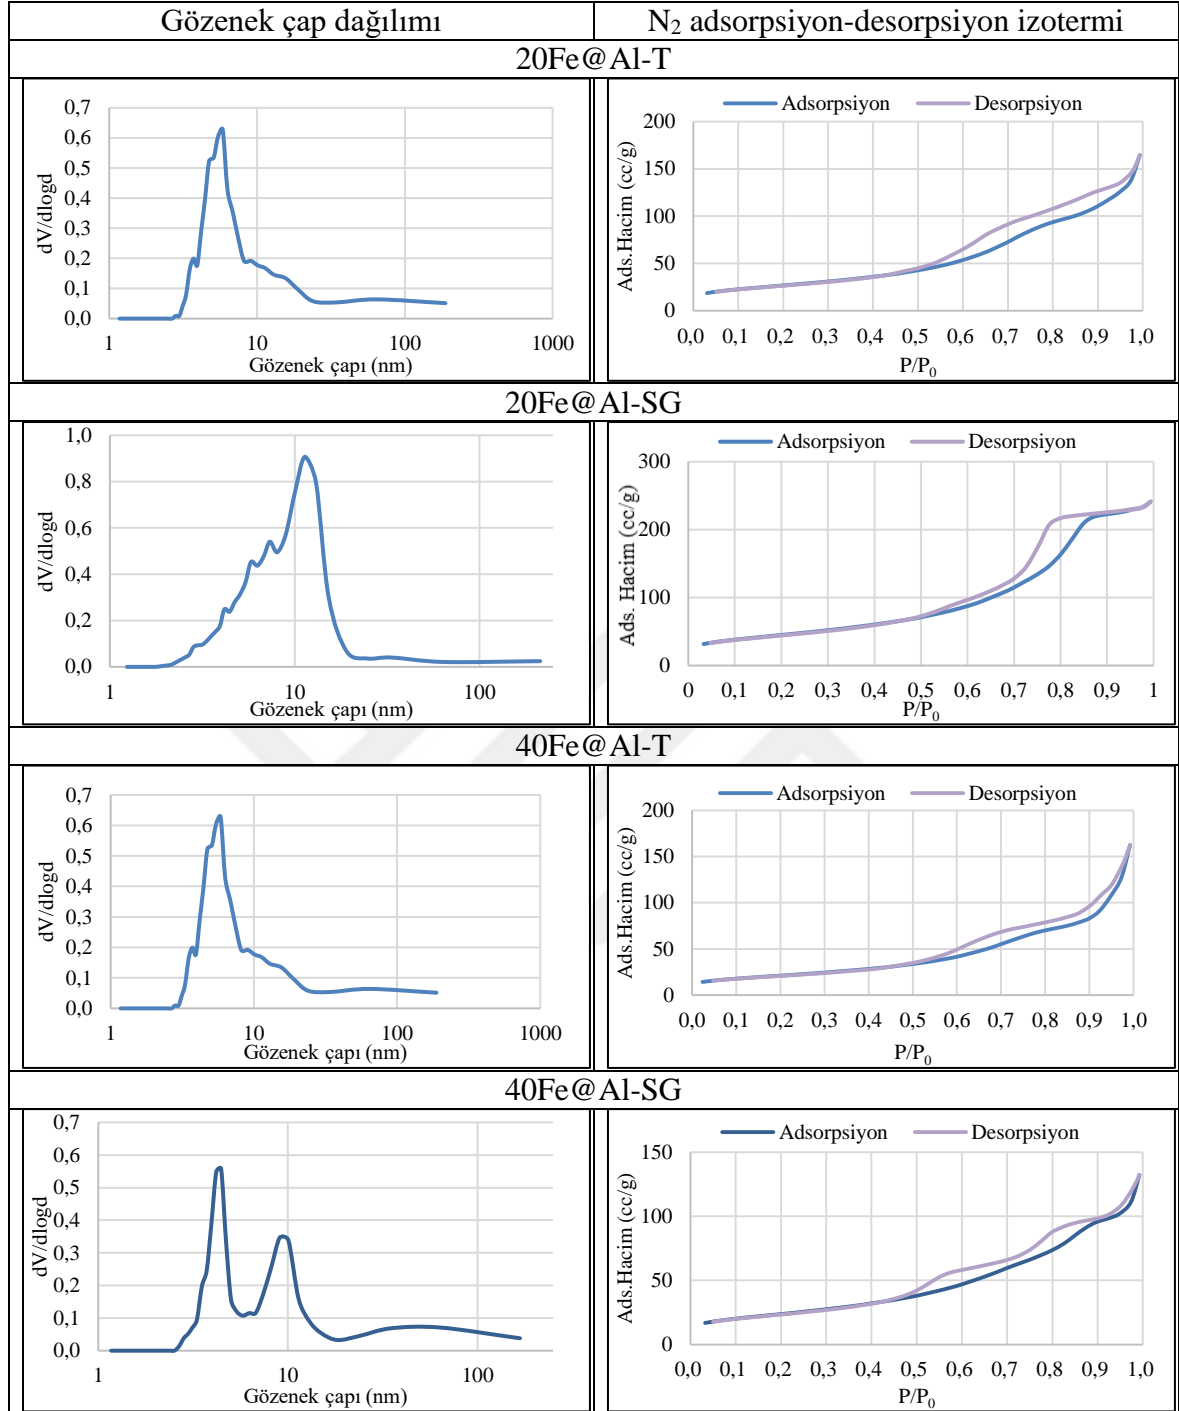 Gözenek çap dağılımı
N₂ adsorpsiyon-desorpsiyon izotermi
20Fe@Al-T
0,7
0,6
0,5
0,4
0,3
0,2
0,1
0,0
dV/dlogd
1 10 100 1000
Gözenek çapı (nm)
Adsorpsiyon Desorpsiyon
200
150
100
50
0
Ads.Hacim (cc/g)
0,0 0,1 0,2 0,3 0,4 0,5 0,6 0,7 0,8 0,9 1,0
P/P₀
20Fe@Al-SG
1,0
0,8
0,6
0,4
0,2
0,0
dV/dlogd
1 10 100
Gözenek çapı (nm)
Adsorpsiyon Desorpsiyon
300
200
100
0
Ads. Hacim (cc/g)
0 0,1 0,2 0,3 0,4 0,5 0,6 0,7 0,8 0,9 1
P/P₀
40Fe@Al-T
0,7
0,6
0,5
0,4
0,3
0,2
0,1
0,0
dV/dlogd
1 10 100 1000
Gözenek çapı (nm)
Adsorpsiyon Desorpsiyon
200
150
100
50
0
Ads.Hacim (cc/g)
0,0 0,1 0,2 0,3 0,4 0,5 0,6 0,7 0,8 0,9 1,0
P/P₀
40Fe@Al-SG
0,7
0,6
0,5
0,4
0,3
0,2
0,1
0,0
dV/dlogd
1 10 100
Gözenek çapı (nm)
Adsorpsiyon Desorpsiyon
150
100
50
0
Ads.Hacim (cc/g)
0,0 0,1 0,2 0,3 0,4 0,5 0,6 0,7 0,8 0,9 1,0
P/P₀